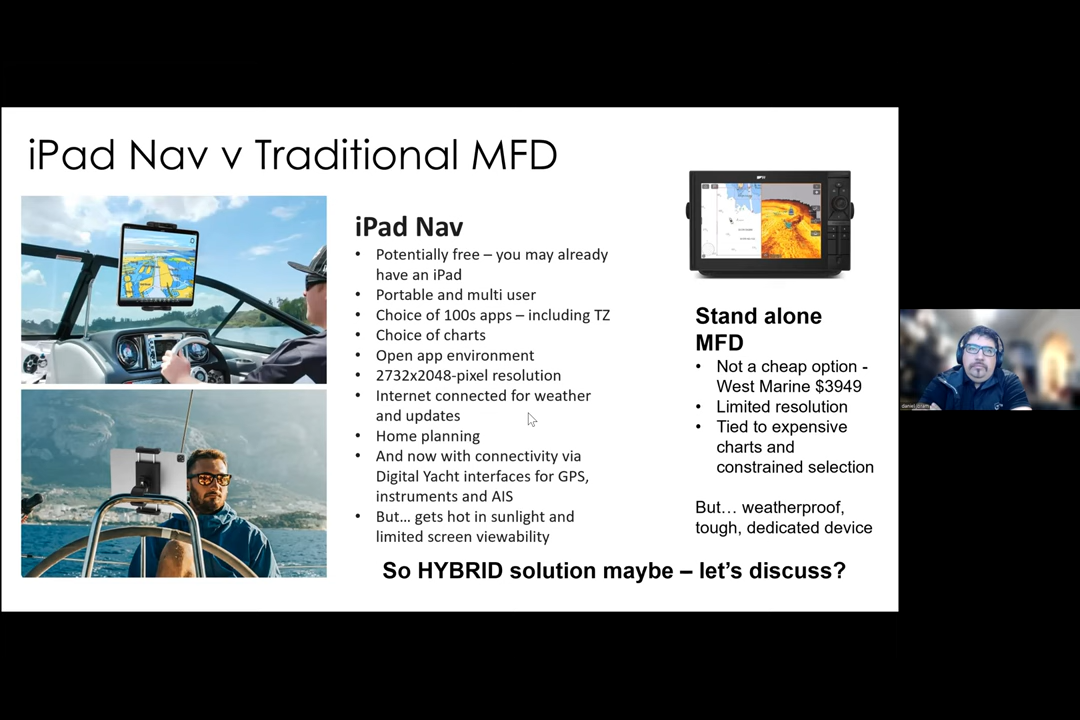 iPad Nav v Traditional MFD
iPad Nav
• Potentially free – you may already
have an iPad
• Portable and multi user
• Choice of 100s apps – including TZ
• Choice of charts
• Open app environment
• 2732x2048-pixel resolution
• Internet connected for weather
and updates
• Home planning
• And now with connectivity via
Digital Yacht interfaces for GPS,
instruments and AIS
• But… gets hot in sunlight and
limited screen viewability
Stand alone
MFD
• Not a cheap option -
West Marine $3949
• Limited resolution
• Tied to expensive
charts and
constrained selection
But… weatherproof,
tough, dedicated device
So HYBRID solution maybe – let’s discuss?